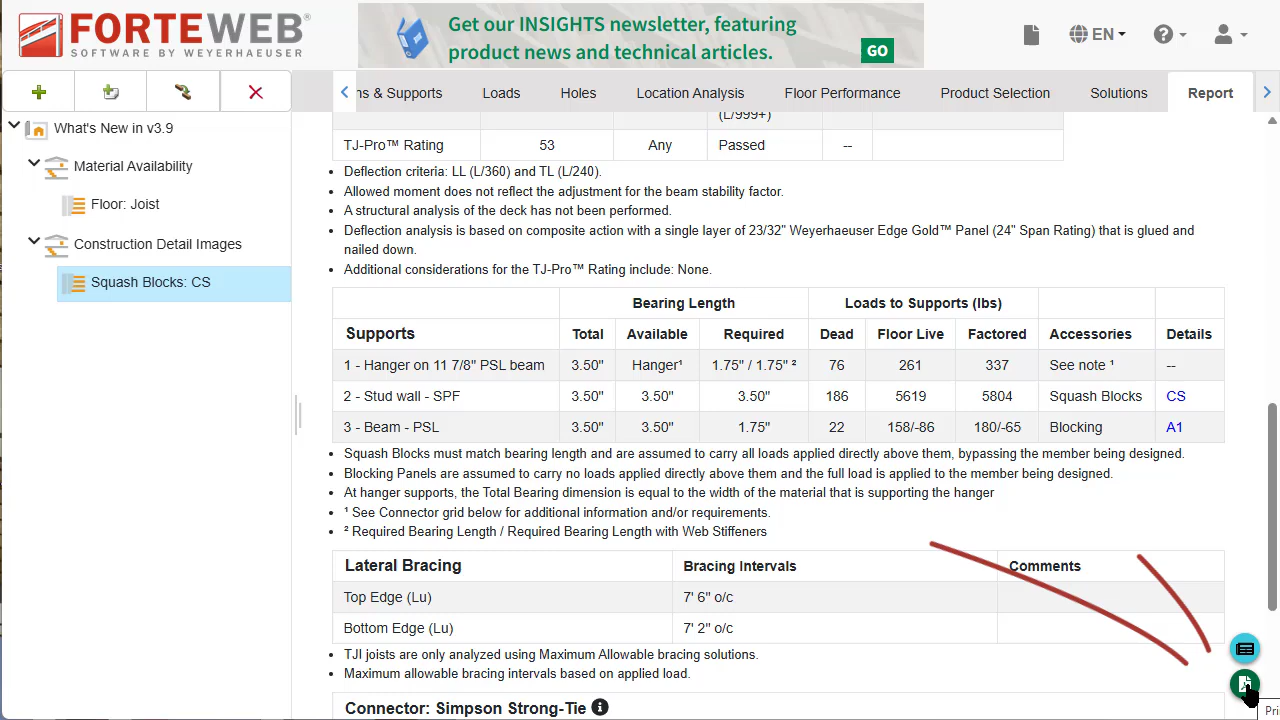 FORTEWEB®
SOFTWARE BY WEYERHAEUSER
Get our INSIGHTS newsletter, featuring
product news and technical articles.
GO
EN
ns & Supports
Loads
Holes
Location Analysis
Floor Performance
Product Selection
Solutions
Report
What's New in v3.9
Material Availability
Floor: Joist
Construction Detail Images
Squash Blocks: CS
(L/999+)
TJ-Pro™ Rating 53 Any Passed --
• Deflection criteria: LL (L/360) and TL (L/240).
• Allowed moment does not reflect the adjustment for the beam stability factor.
• A structural analysis of the deck has not been performed.
• Deflection analysis is based on composite action with a single layer of 23/32" Weyerhaeuser Edge Gold™ Panel (24" Span Rating) that is glued and
nailed down.
• Additional considerations for the TJ-Pro™ Rating include: None.
Bearing Length Loads to Supports (lbs)
Supports Total Available Required Dead Floor Live Factored Accessories Details
1 - Hanger on 11 7/8" PSL beam 3.50" Hanger¹ 1.75" / 1.75" ² 76 261 337 See note ¹ --
2 - Stud wall - SPF 3.50" 3.50" 3.50" 186 5619 5804 Squash Blocks CS
3 - Beam - PSL 3.50" 3.50" 1.75" 22 158/-86 180/-65 Blocking A1
• Squash Blocks must match bearing length and are assumed to carry all loads applied directly above them, bypassing the member being designed.
• Blocking Panels are assumed to carry no loads applied directly above them and the full load is applied to the member being designed.
• At hanger supports, the Total Bearing dimension is equal to the width of the material that is supporting the hanger
• ¹ See Connector grid below for additional information and/or requirements.
• ² Required Bearing Length / Required Bearing Length with Web Stiffeners
Lateral Bracing Bracing Intervals Comments
Top Edge (Lu) 7' 6" o/c
Bottom Edge (Lu) 7' 2" o/c
• TJI joists are only analyzed using Maximum Allowable bracing solutions.
• Maximum allowable bracing intervals based on applied load.
Connector: Simpson Strong-Tie
Pri